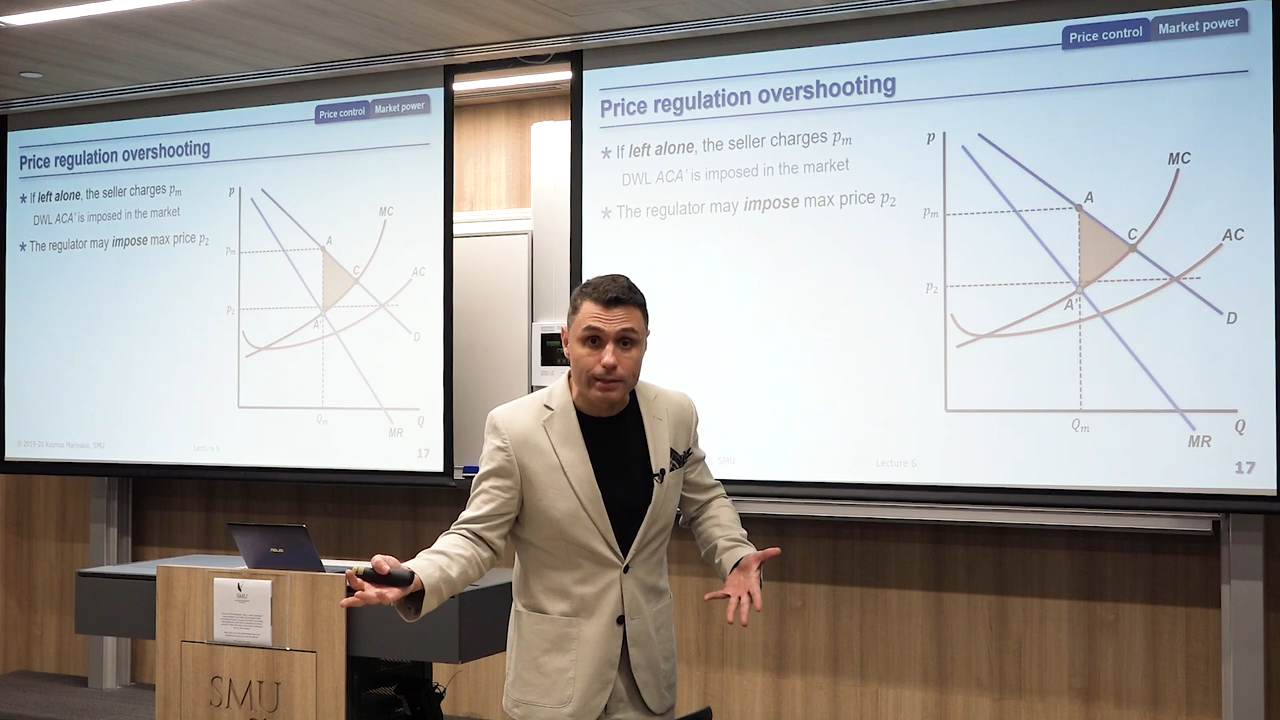 Price control Market power
Price regulation overshooting
★ If left alone, the seller charges pm
DWL ACA' is imposed in the market
★ The regulator may impose max price p2
p
MC
A
pm
C
AC
p2
A'
D
Qm
Q
MR
© 2019-20 Kosmas Marinakis, SMU
Lecture 6
17
Price control Market power
Price regulation overshooting
★ If left alone, the seller charges pm
DWL ACA' is imposed in the market
★ The regulator may impose max price p2
p
MC
A
pm
C
AC
p2
A'
D
Qm
Q
MR
SMU
Lecture 6
17
ASUS
SMU
SMU